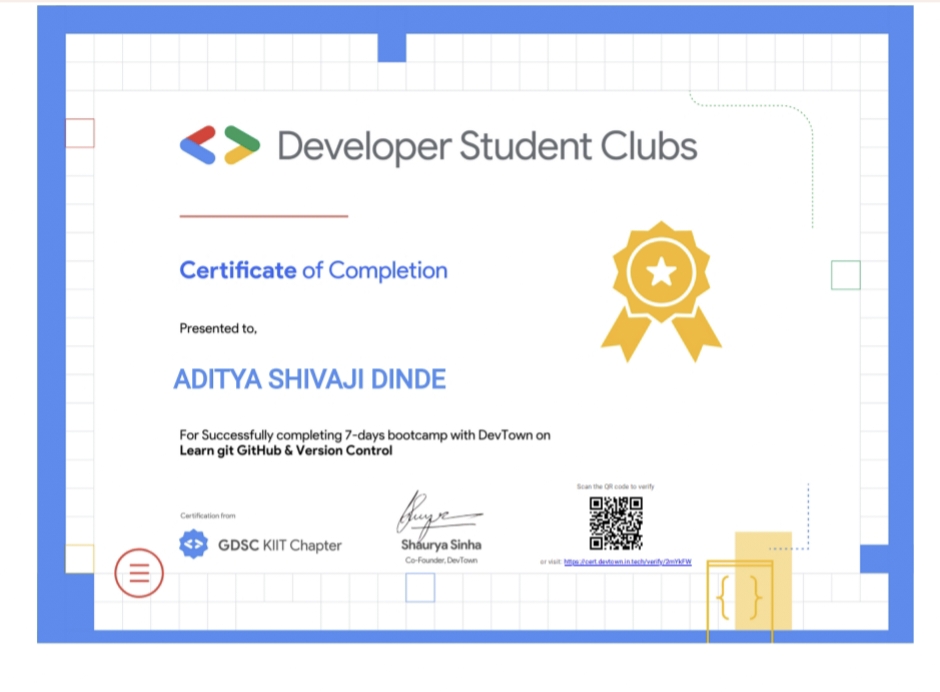 Developer Student Clubs
Certificate of Completion
Presented to,
ADITYA SHIVAJI DINDE
For Successfully completing 7-days bootcamp with DevTown on
Learn git GitHub & Version Control
Scan the QR code to verify
Certification from
GDSC KIIT Chapter
Shaurya Sinha
Co-Founder, DevTown
or visit: https://cert.devtown.in.tech/verify/2mYkFW
{ }